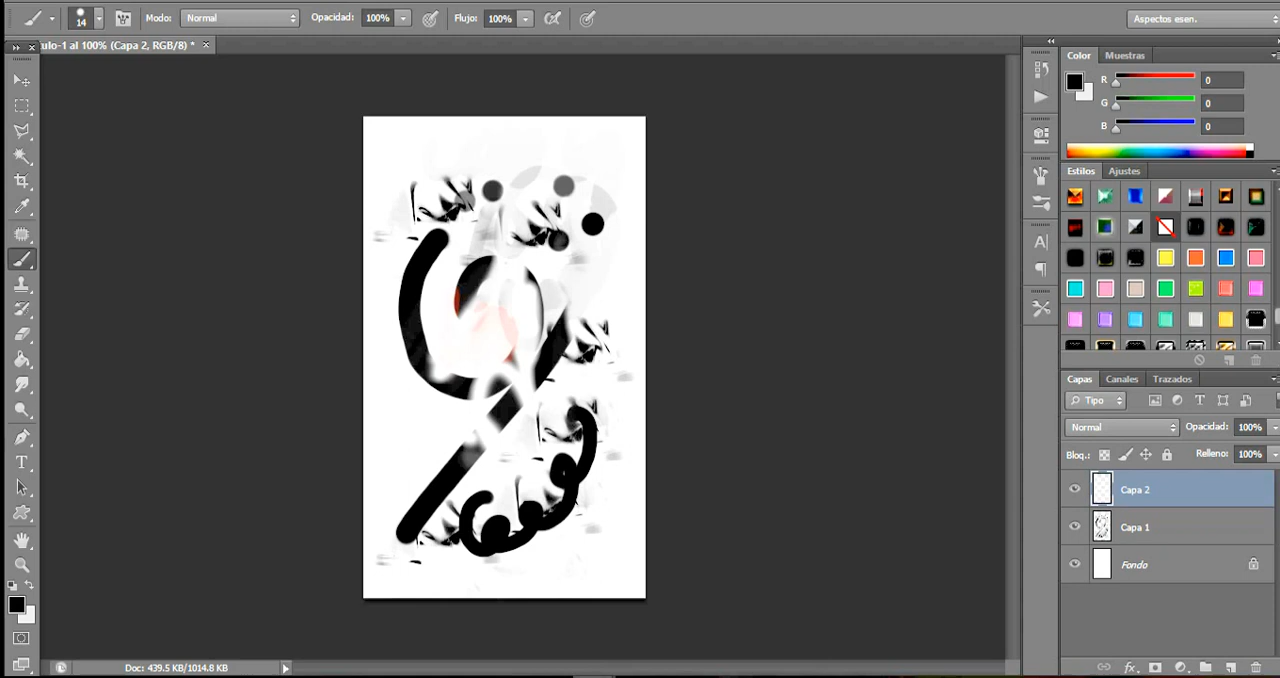 14 Modo: Normal Opacidad: 100% Flujo: 100% Aspectos esen.
ulo-1 al 100% (Capa 2, RGB/8) *
Color Muestras
R 0
G 0
B 0
Estilos Ajustes
Capas Canales Trazados
Tipo
Normal Opacidad: 100%
Bloq.: Relleno: 100%
Capa 2
Capa 1
Fondo
fx
Doc: 439.5 KB/1014.8 KB